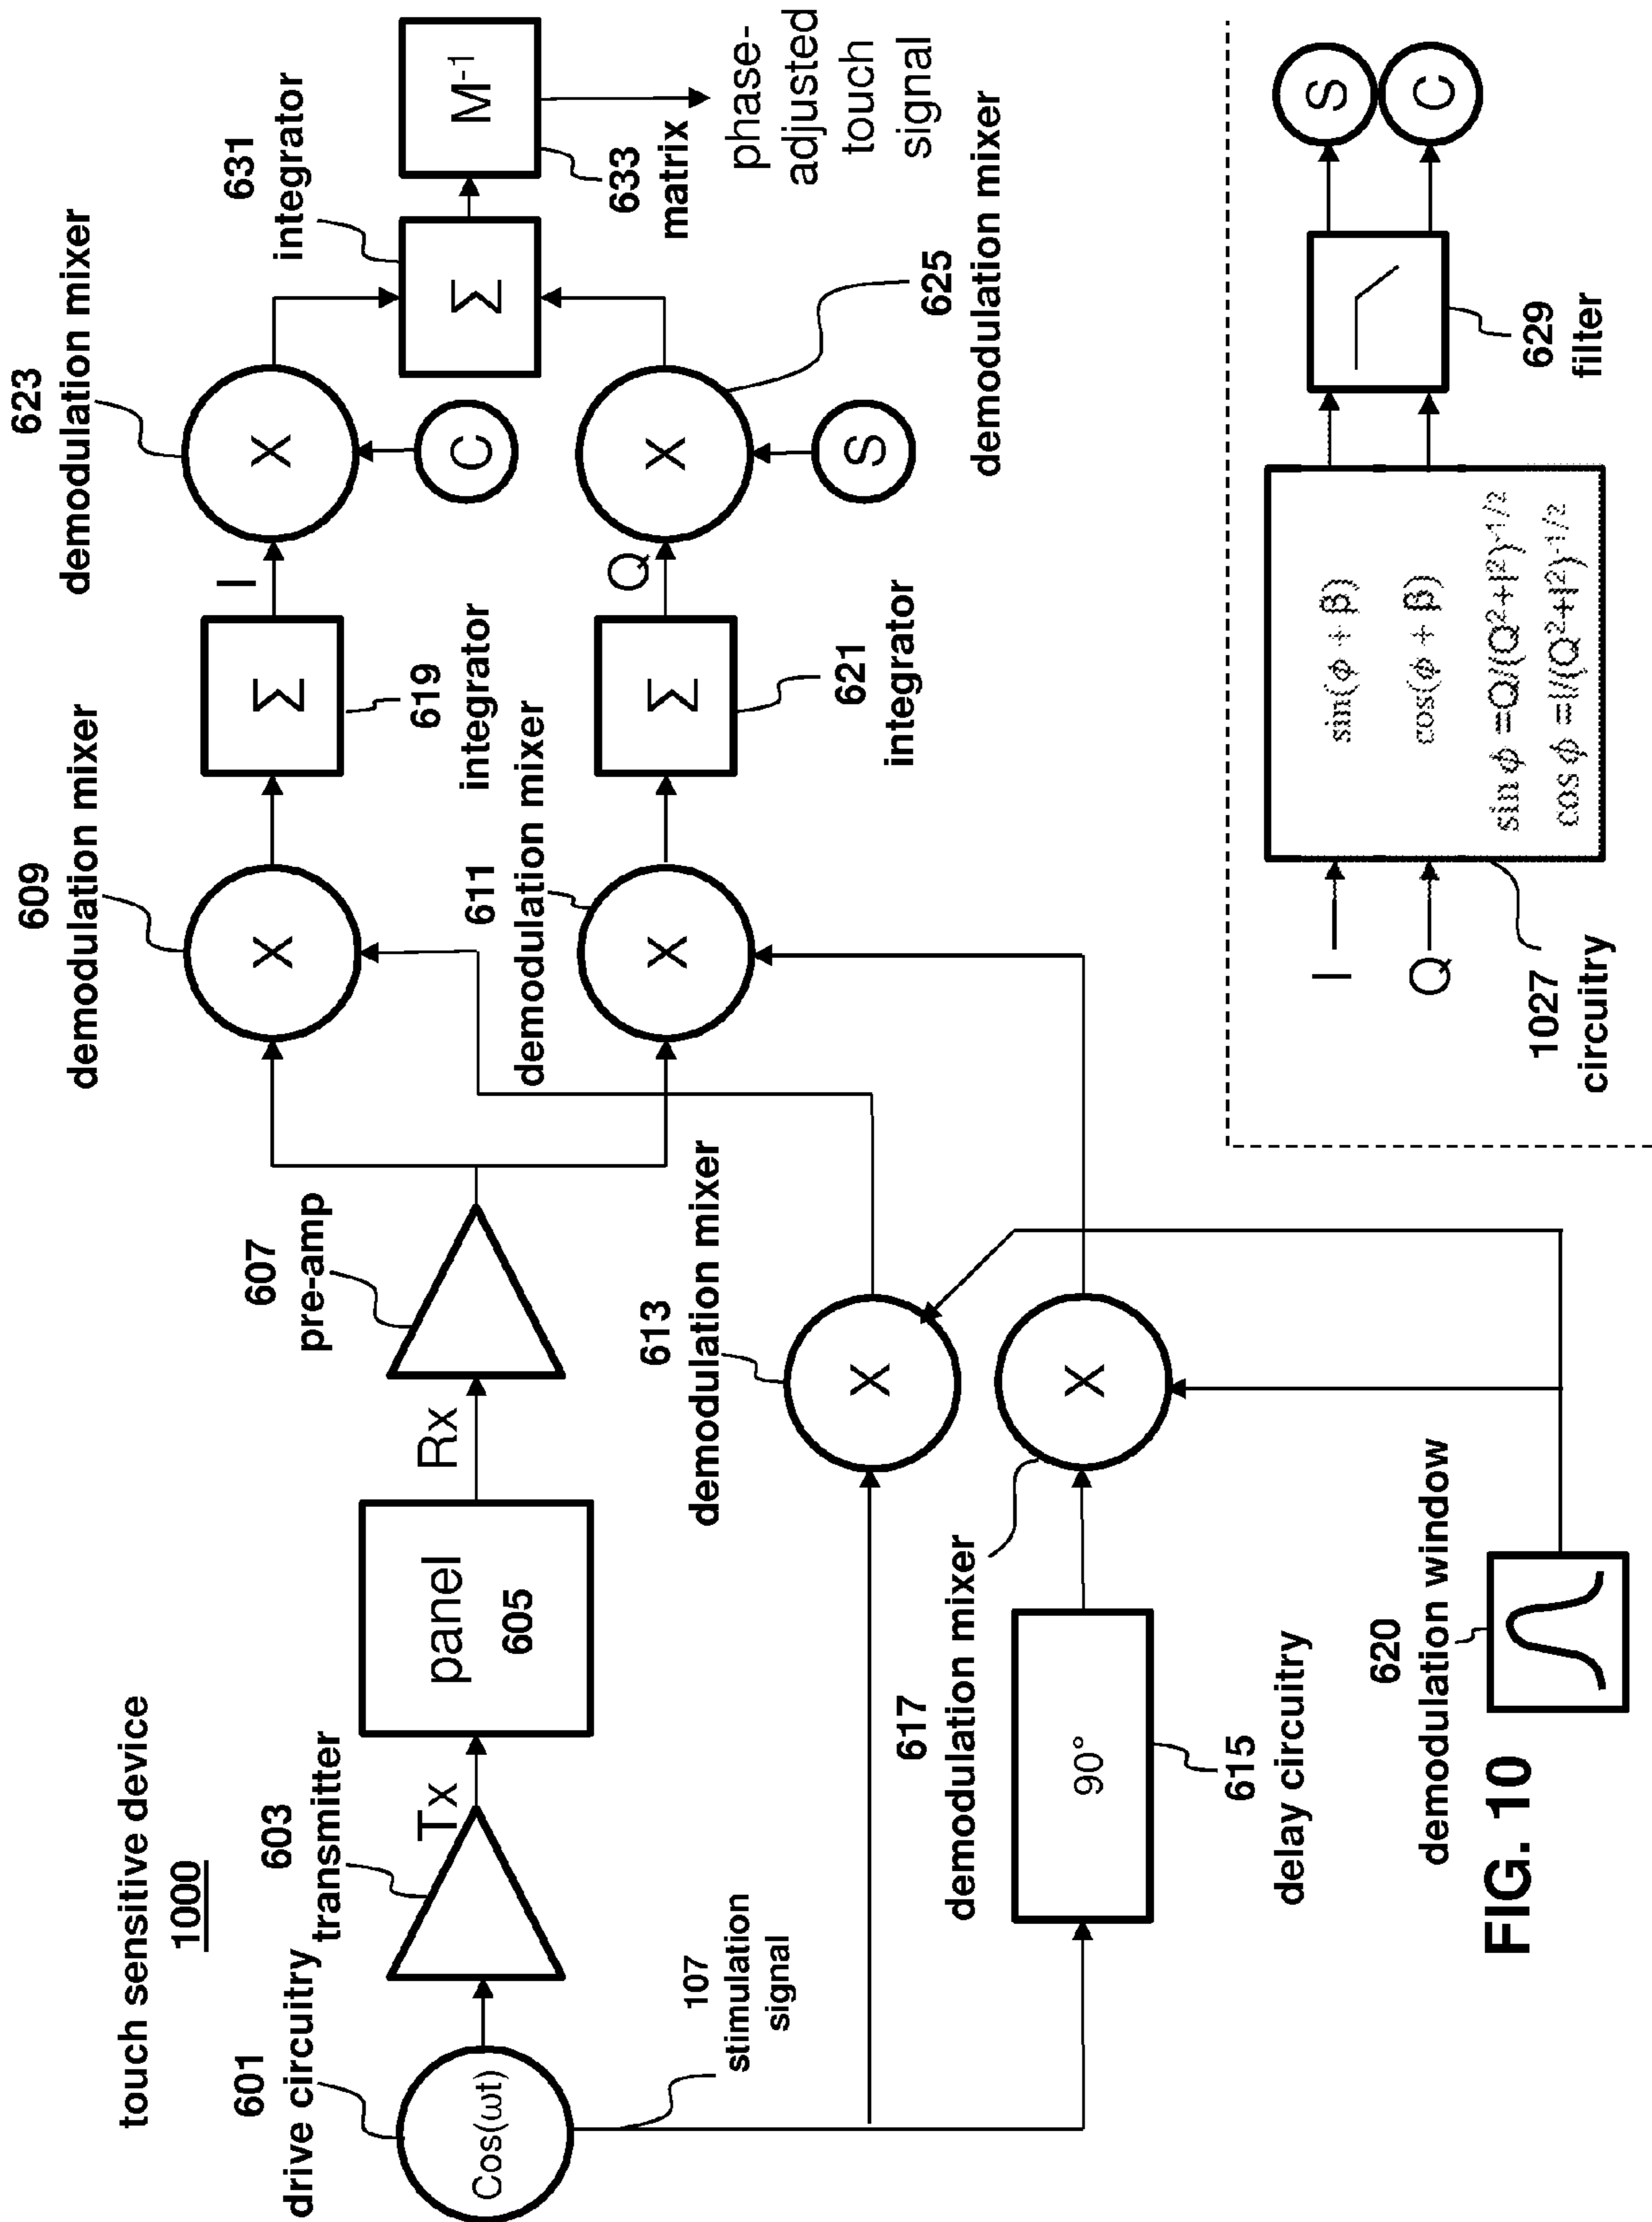 touch sensitive device
1000
601
drive circuitry
Cos(ωt)
603
transmitter
Tx
panel
605
Rx
607
pre-amp
107
stimulation
signal
609
demodulation mixer
X
611
demodulation mixer
X
613
demodulation mixer
X
617
demodulation mixer
X
90°
615
delay circuitry
620
demodulation window
Σ
619
integrator
I
Σ
621
integrator
Q
623
demodulation mixer
X
C
X
S
625
demodulation mixer
631
integrator
Σ
M-1
633
matrix
phase-
adjusted
touch
signal
I
Q
1027
circuitry
sin(ϕ + β)
cos(ϕ + β)
sin ϕ =Q/(Q2+I2)-1/2
cos ϕ =I/(Q2+I2)-1/2
629
filter
S
C
FIG. 10